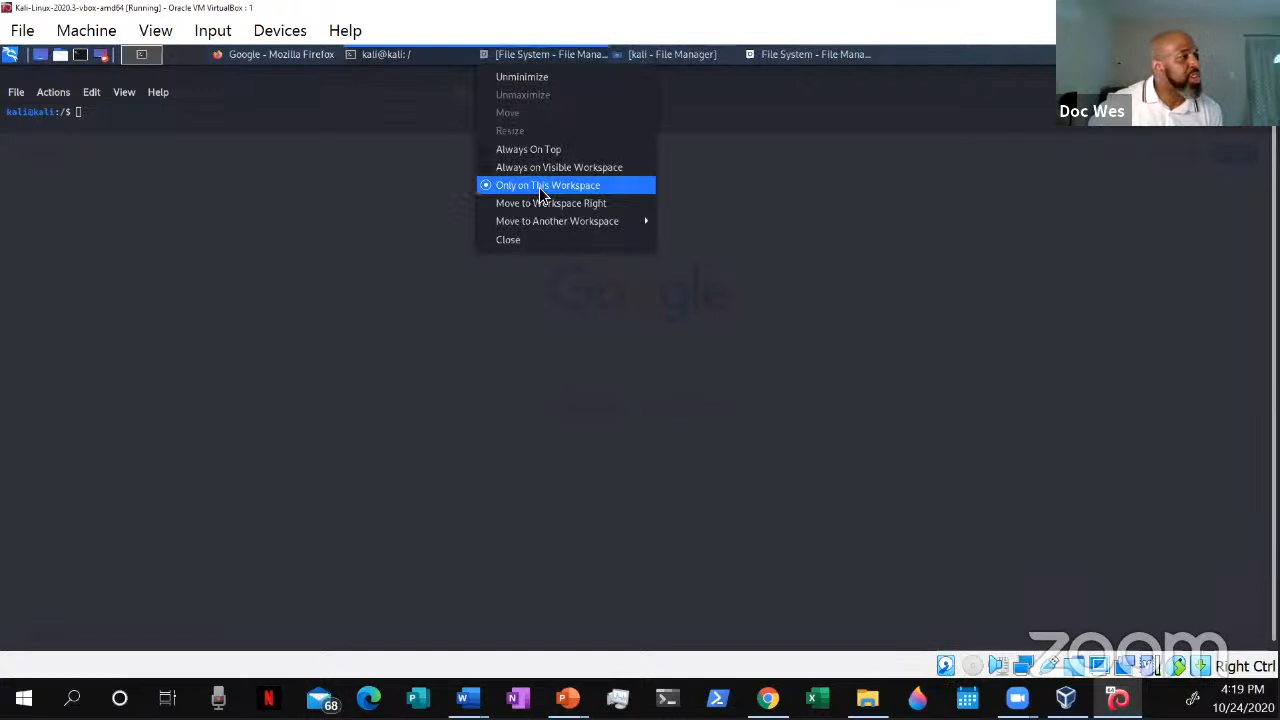 Kali-Linux-2020.3-vbox-amd64 [Running] - Oracle VM VirtualBox : 1
File Machine View Input Devices Help
Google - Mozilla Firefox kali@kali: / [File System - File Mana... [kali - File Manager] File System - File Mana...
Unminimize
File Actions Edit View Help
Unmaximize
kali@kali:/$
Move
Doc Wes
Resize
Always On Top
Always on Visible Workspace
Only on This Workspace
Move to Workspace Right
Move to Another Workspace
Close
Google
zoom
Right Ctrl
68
4:19 PM
10/24/2020